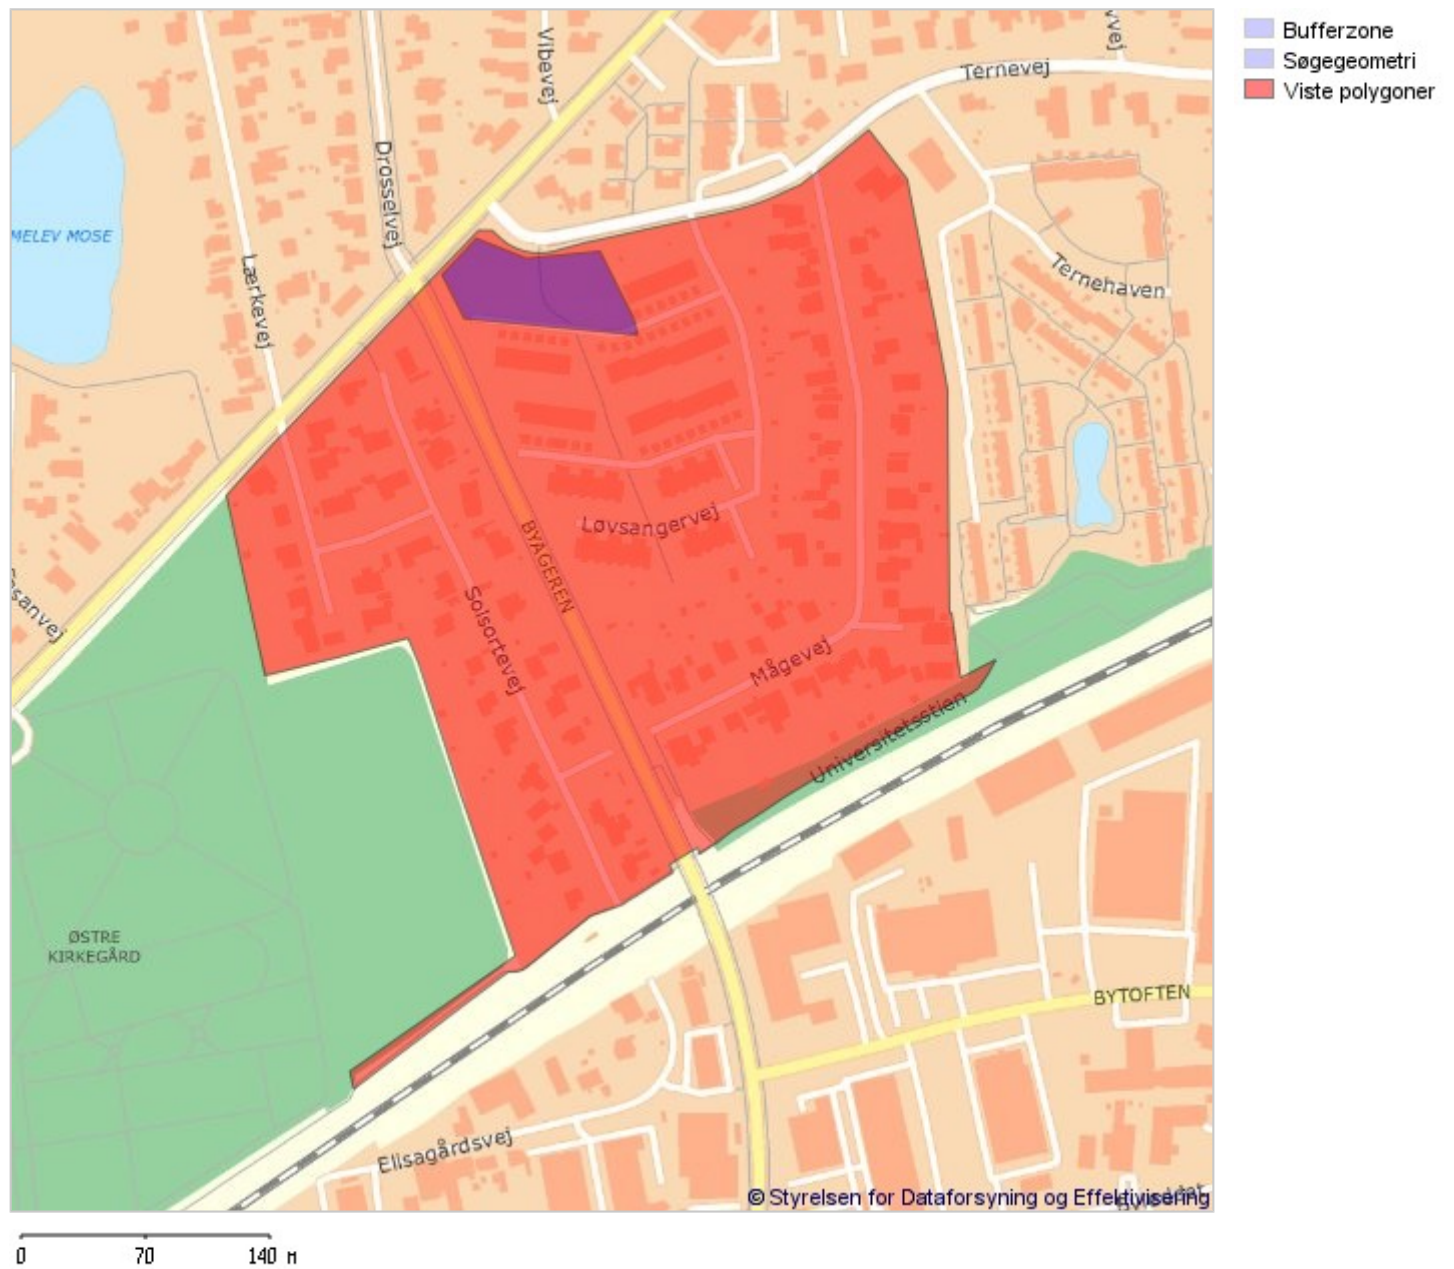 Bufferzone
Søgegeometri
Viste polygoner
Vibevej
Ternevej
Drosselvej
MELEV MOSE
Lærkevej
Ternehaven
Løvsangervej
BYAGEREN
Solsortevej
Mågevej
Universitetsstien
ØSTRE
KIRKEGÅRD
BYTOFTEN
Elisagårdsvej
© Styrelsen for Dataforsyning og Effektivisering
0 70 140 M